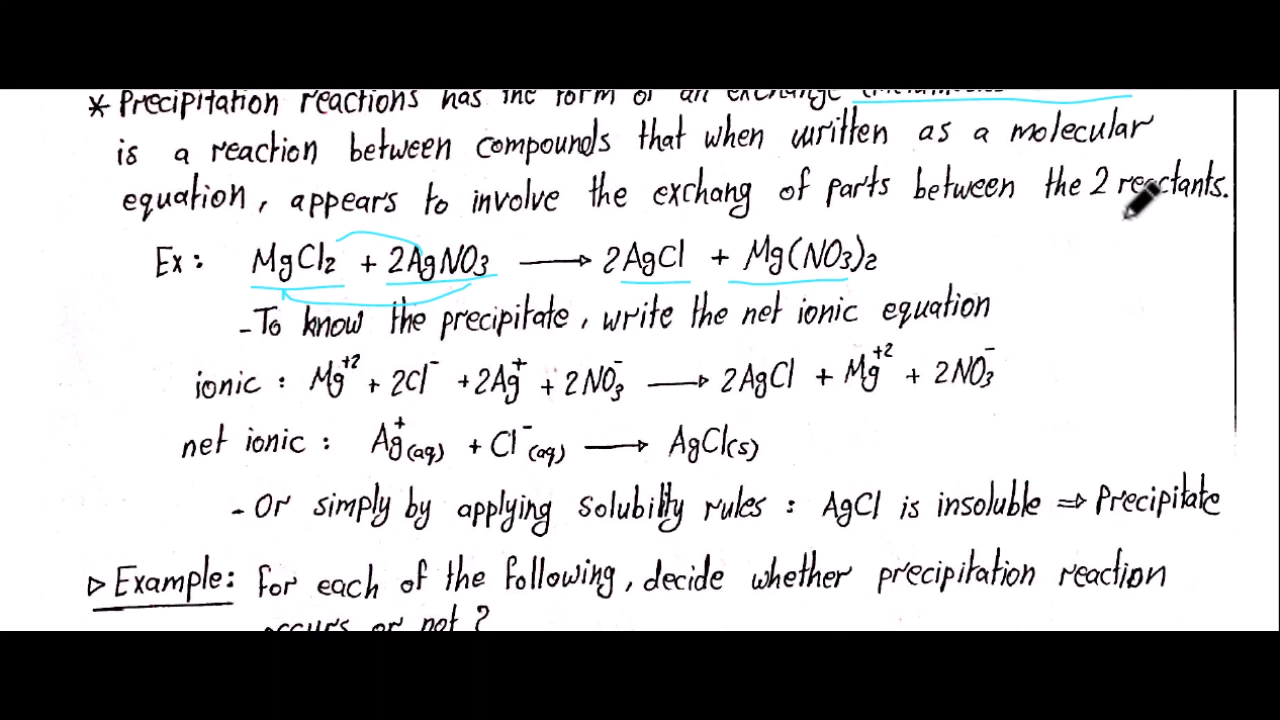 * Precipitation reactions has the form of an exchange
is a reaction between compounds that when written as a molecular
equation, appears to involve the exchang of parts between the 2 reactants.
Ex: MgCl₂ + 2AgNO₃ ⟶ 2AgCl + Mg(NO₃)₂
-To know the precipitate, write the net ionic equation
ionic: Mg⁺² + 2Cl⁻ + 2Ag⁺ + 2NO₃⁻ ⟶ 2AgCl + Mg⁺² + 2NO₃⁻
net ionic: Ag⁺(aq) + Cl⁻(aq) ⟶ AgCl(s)
- Or simply by applying solubility rules: AgCl is insoluble ⇒ Precipitate
▷ Example: for each of the following, decide whether precipitation reaction
occurs or not?